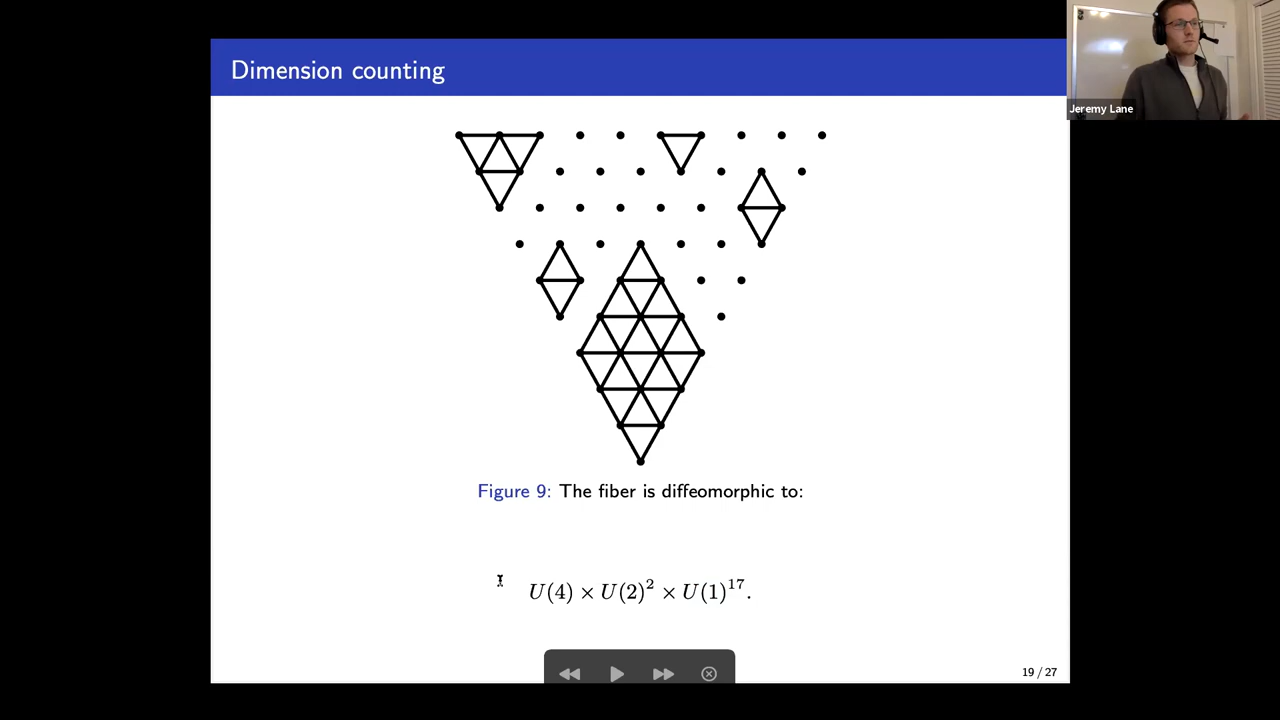 Dimension counting
Jeremy Lane
Figure 9: The fiber is diffeomorphic to:
U(4) × U(2)² × U(1)¹⁷.
19 / 27